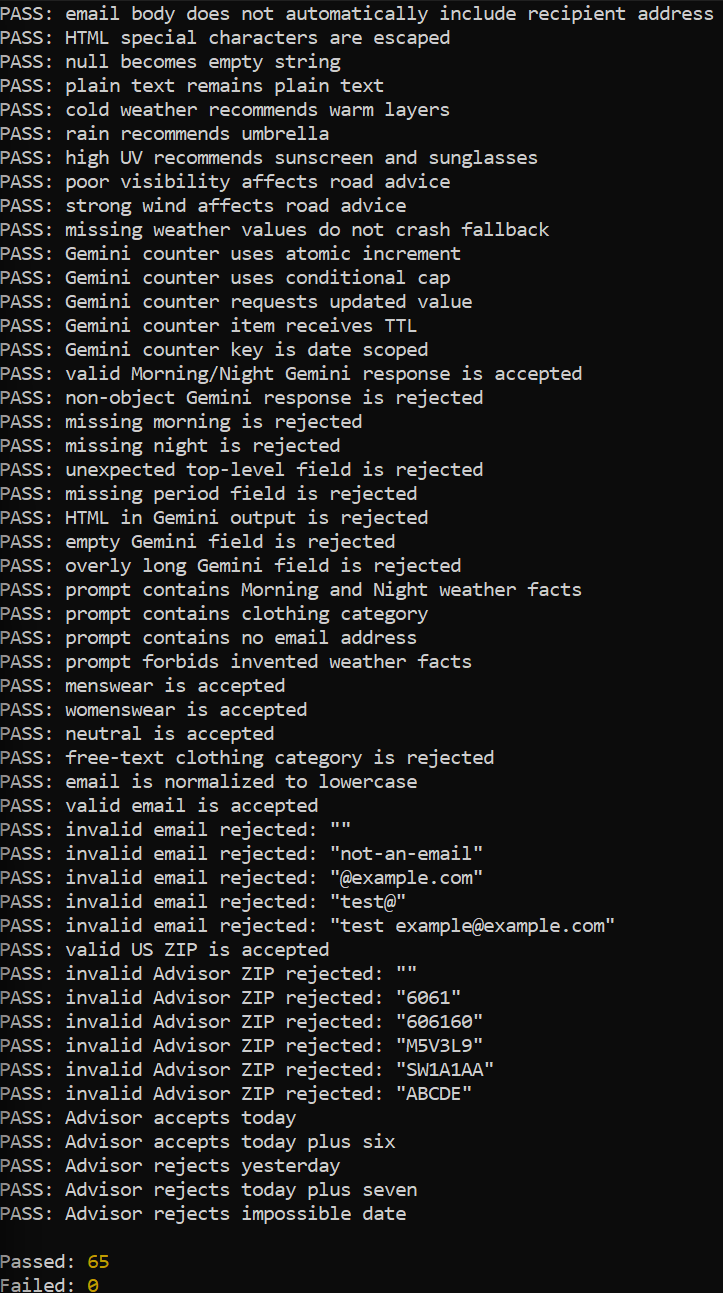 PASS: email body does not automatically include recipient address
PASS: HTML special characters are escaped
PASS: null becomes empty string
PASS: plain text remains plain text
PASS: cold weather recommends warm layers
PASS: rain recommends umbrella
PASS: high UV recommends sunscreen and sunglasses
PASS: poor visibility affects road advice
PASS: strong wind affects road advice
PASS: missing weather values do not crash fallback
PASS: Gemini counter uses atomic increment
PASS: Gemini counter uses conditional cap
PASS: Gemini counter requests updated value
PASS: Gemini counter item receives TTL
PASS: Gemini counter key is date scoped
PASS: valid Morning/Night Gemini response is accepted
PASS: non-object Gemini response is rejected
PASS: missing morning is rejected
PASS: missing night is rejected
PASS: unexpected top-level field is rejected
PASS: missing period field is rejected
PASS: HTML in Gemini output is rejected
PASS: empty Gemini field is rejected
PASS: overly long Gemini field is rejected
PASS: prompt contains Morning and Night weather facts
PASS: prompt contains clothing category
PASS: prompt contains no email address
PASS: prompt forbids invented weather facts
PASS: menswear is accepted
PASS: womenswear is accepted
PASS: neutral is accepted
PASS: free-text clothing category is rejected
PASS: email is normalized to lowercase
PASS: valid email is accepted
PASS: invalid email rejected: ""
PASS: invalid email rejected: "not-an-email"
PASS: invalid email rejected: "@example.com"
PASS: invalid email rejected: "test@"
PASS: invalid email rejected: "test example@example.com"
PASS: valid US ZIP is accepted
PASS: invalid Advisor ZIP rejected: ""
PASS: invalid Advisor ZIP rejected: "6061"
PASS: invalid Advisor ZIP rejected: "606160"
PASS: invalid Advisor ZIP rejected: "M5V3L9"
PASS: invalid Advisor ZIP rejected: "SW1A1AA"
PASS: invalid Advisor ZIP rejected: "ABCDE"
PASS: Advisor accepts today
PASS: Advisor accepts today plus six
PASS: Advisor rejects yesterday
PASS: Advisor rejects today plus seven
PASS: Advisor rejects impossible date
Passed: 65
Failed: 0